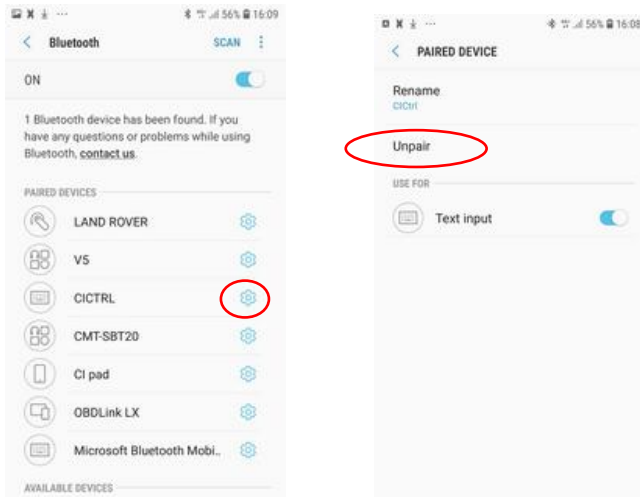 56% 16:09
Bluetooth
SCAN
ON
1 Bluetooth device has been found. If you
have any questions or problems while using
Bluetooth, contact us.
PAIRED DEVICES
LAND ROVER
V5
CICTRL
CMT-SBT20
CI pad
OBDLink LX
Microsoft Bluetooth Mobi..
AVAILABLE DEVICES
56% 16:08
PAIRED DEVICE
Rename
CICtrl
Unpair
USE FOR
Text input